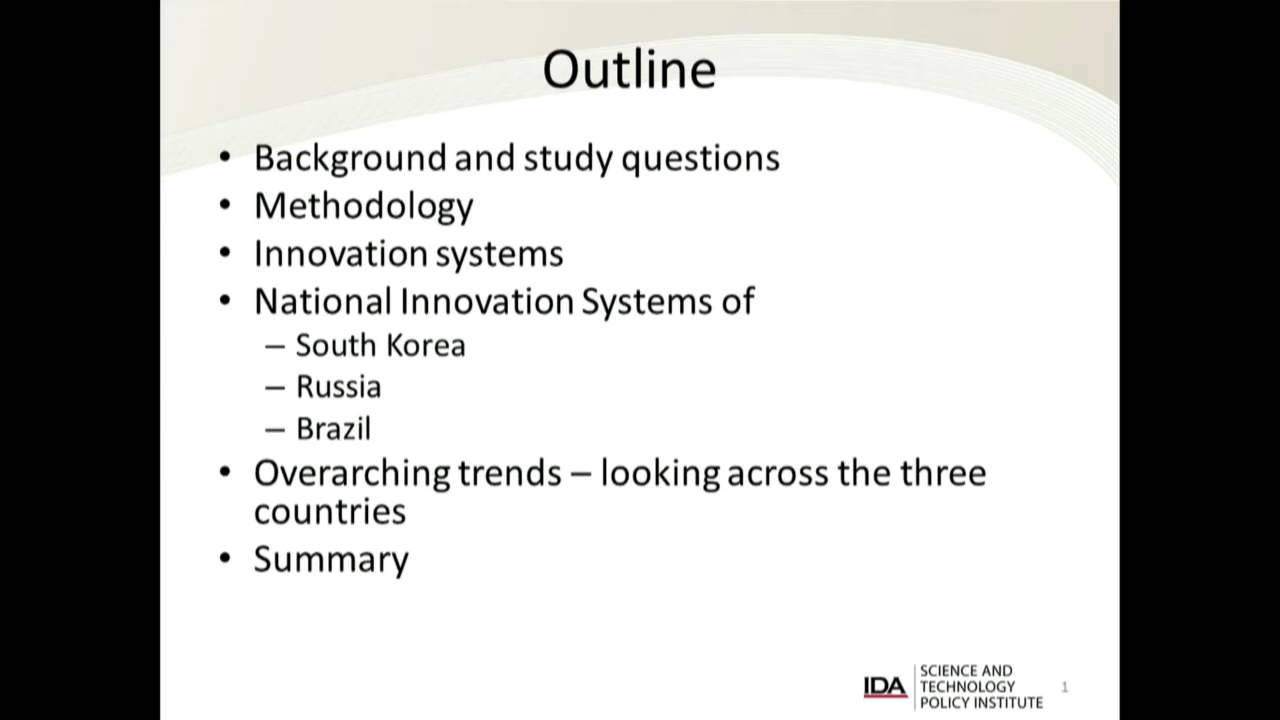 Outline
• Background and study questions
• Methodology
• Innovation systems
• National Innovation Systems of
– South Korea
– Russia
– Brazil
• Overarching trends – looking across the three
countries
• Summary
IDA
SCIENCE AND
TECHNOLOGY
POLICY INSTITUTE
1